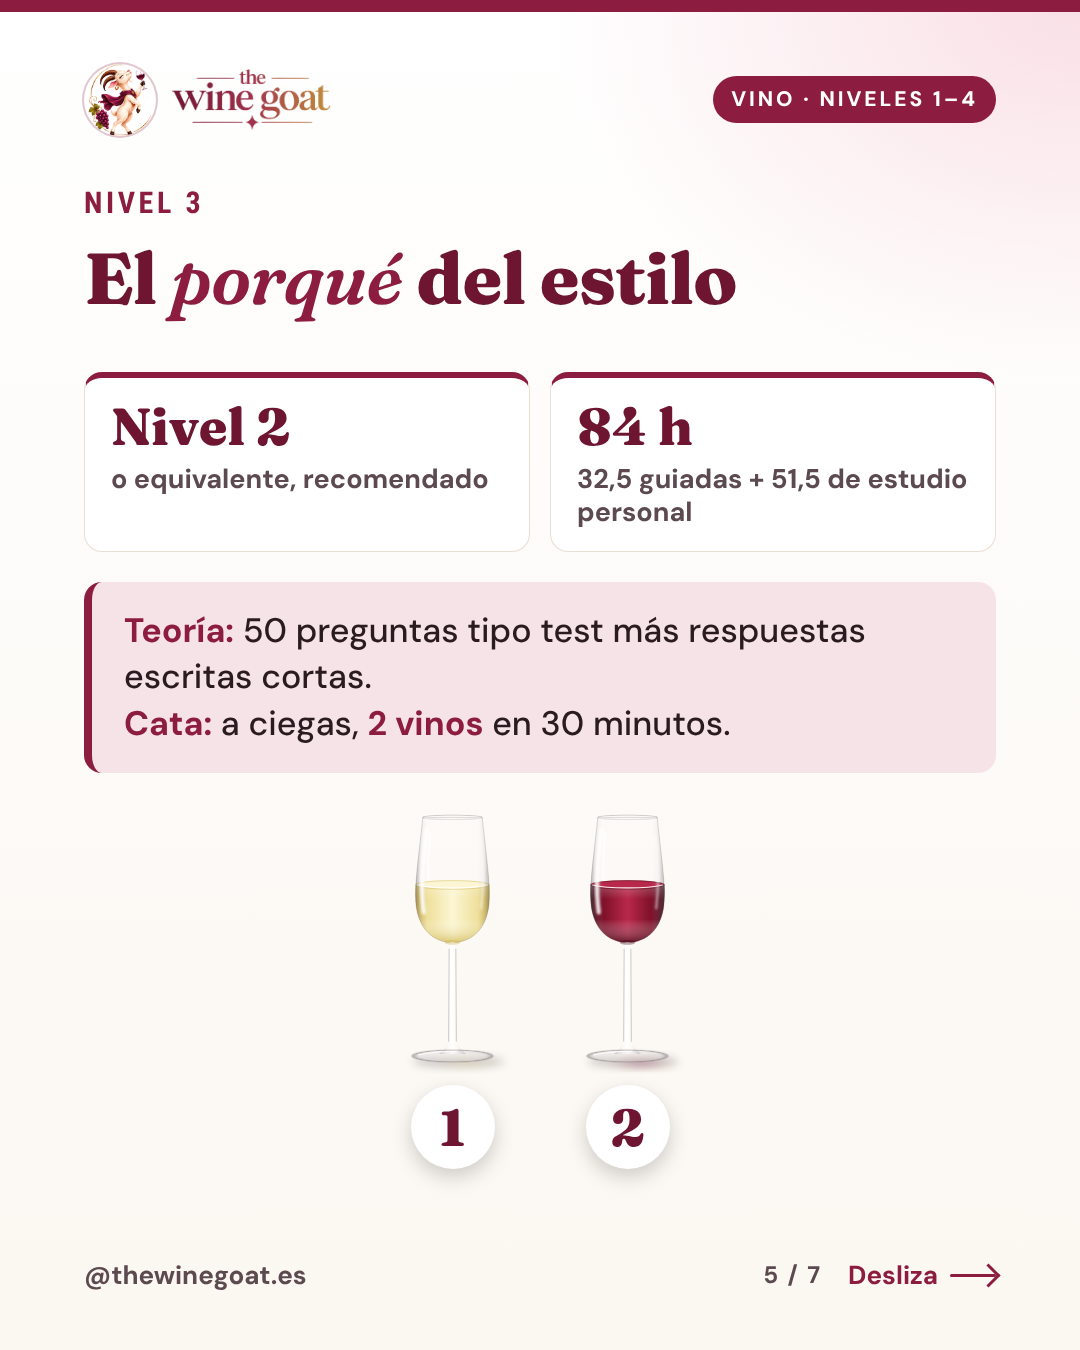 the
wine goat
VINO · NIVELES 1–4
NIVEL 3
El porqué del estilo
Nivel 2
o equivalente, recomendado
84 h
32,5 guiadas + 51,5 de estudio
personal
Teoría: 50 preguntas tipo test más respuestas
escritas cortas.
Cata: a ciegas, 2 vinos en 30 minutos.
1
2
@thewinegoat.es
5 / 7
Desliza